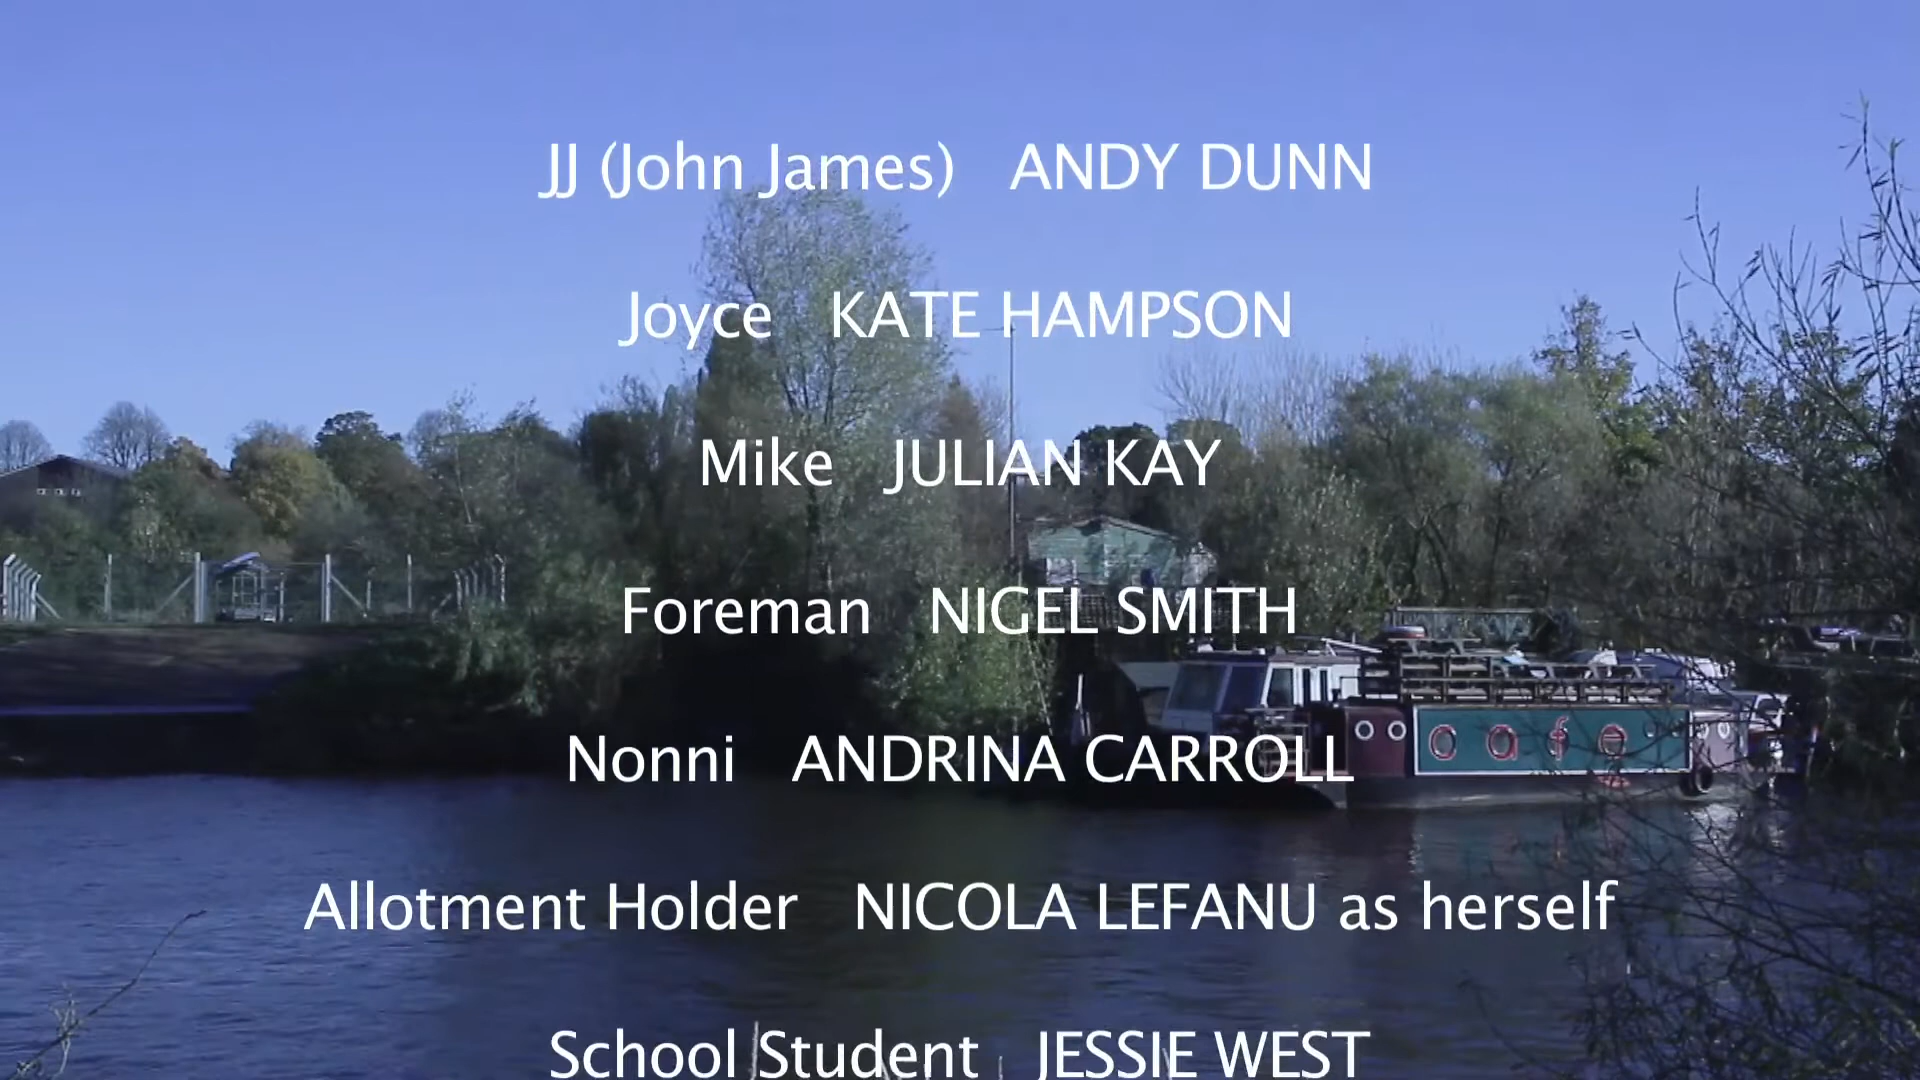 JJ (John James) ANDY DUNN
Joyce KATE HAMPSON
Mike JULIAN KAY
Foreman NIGEL SMITH
cafe
Nonni ANDRINA CARROLL
Allotment Holder NICOLA LEFANU as herself
School Student JESSIE WEST